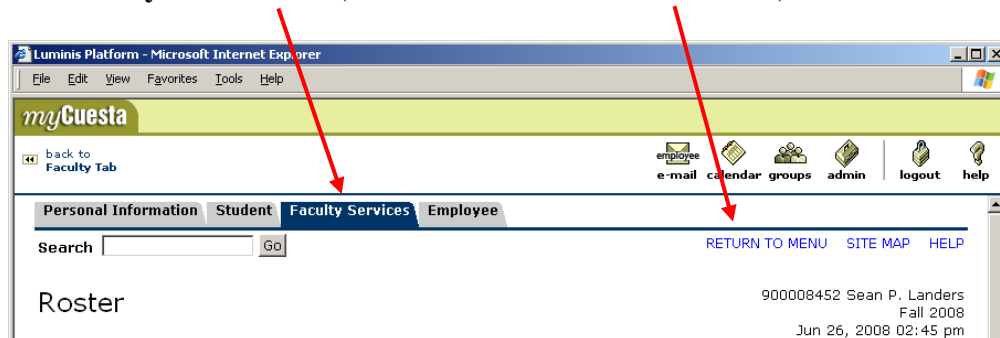 Luminis Platform - Microsoft Internet Explorer
File Edit View Favorites Tools Help
myCuesta
back to
Faculty Tab
employee
e-mail calendar groups admin logout help
Personal Information Student Faculty Services Employee
Search Go
RETURN TO MENU SITE MAP HELP
Roster
900008452 Sean P. Landers
Fall 2008
Jun 26, 2008 02:45 pm